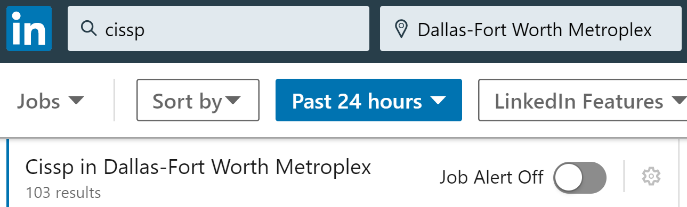 in
cissp
Dallas-Fort Worth Metroplex
Jobs
Sort by
Past 24 hours
LinkedIn Features
Cissp in Dallas-Fort Worth Metroplex
Job Alert Off
103 results